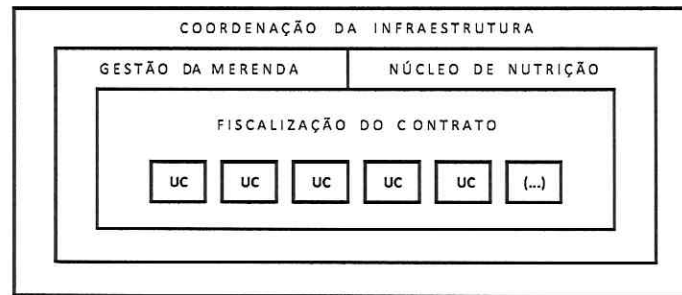 COORDENAÇÃO DA INFRAESTRUTURA
GESTÃO DA MERENDA NÚCLEO DE NUTRIÇÃO
FISCALIZAÇÃO DO CONTRATO
UC UC UC UC UC (...)